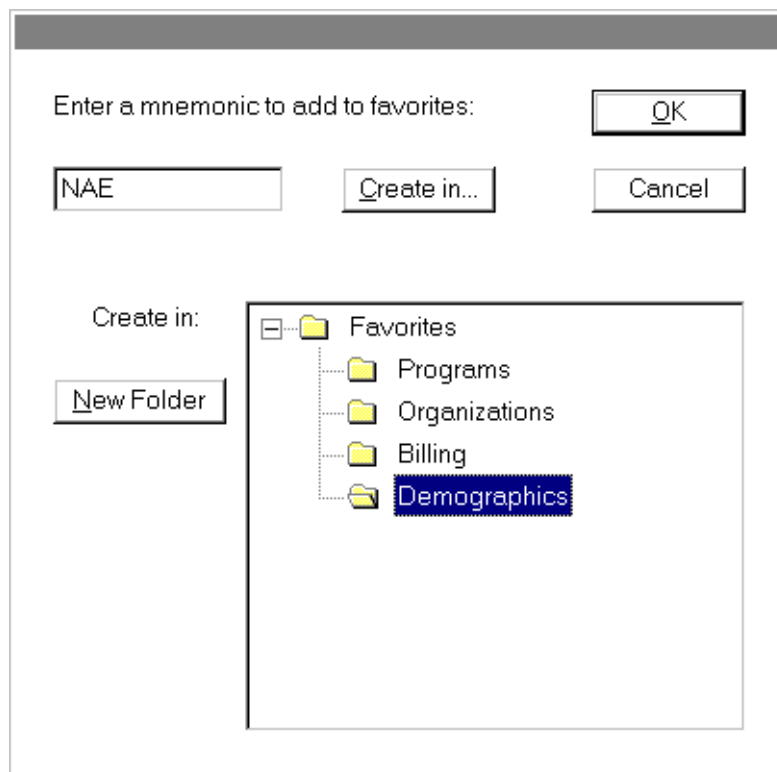 Enter a mnemonic to add to favorites:
OK
NAE
Create in...
Cancel
Create in:
Favorites
Programs
New Folder
Organizations
Billing
Demographics